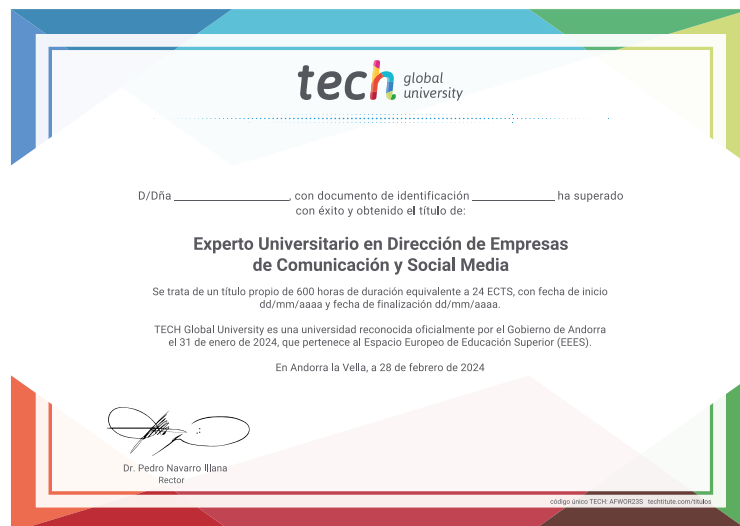 tech global university
D/Dña ____________________, con documento de identificación ______________ ha superado
con éxito y obtenido el título de:
Experto Universitario en Dirección de Empresas
de Comunicación y Social Media
Se trata de un título propio de 600 horas de duración equivalente a 24 ECTS, con fecha de inicio
dd/mm/aaaa y fecha de finalización dd/mm/aaaa.
TECH Global University es una universidad reconocida oficialmente por el Gobierno de Andorra
el 31 de enero de 2024, que pertenece al Espacio Europeo de Educación Superior (EEES).
En Andorra la Vella, a 28 de febrero de 2024
Dr. Pedro Navarro Illana
Rector
código único TECH: AFWOR23S techtitute.com/titulos